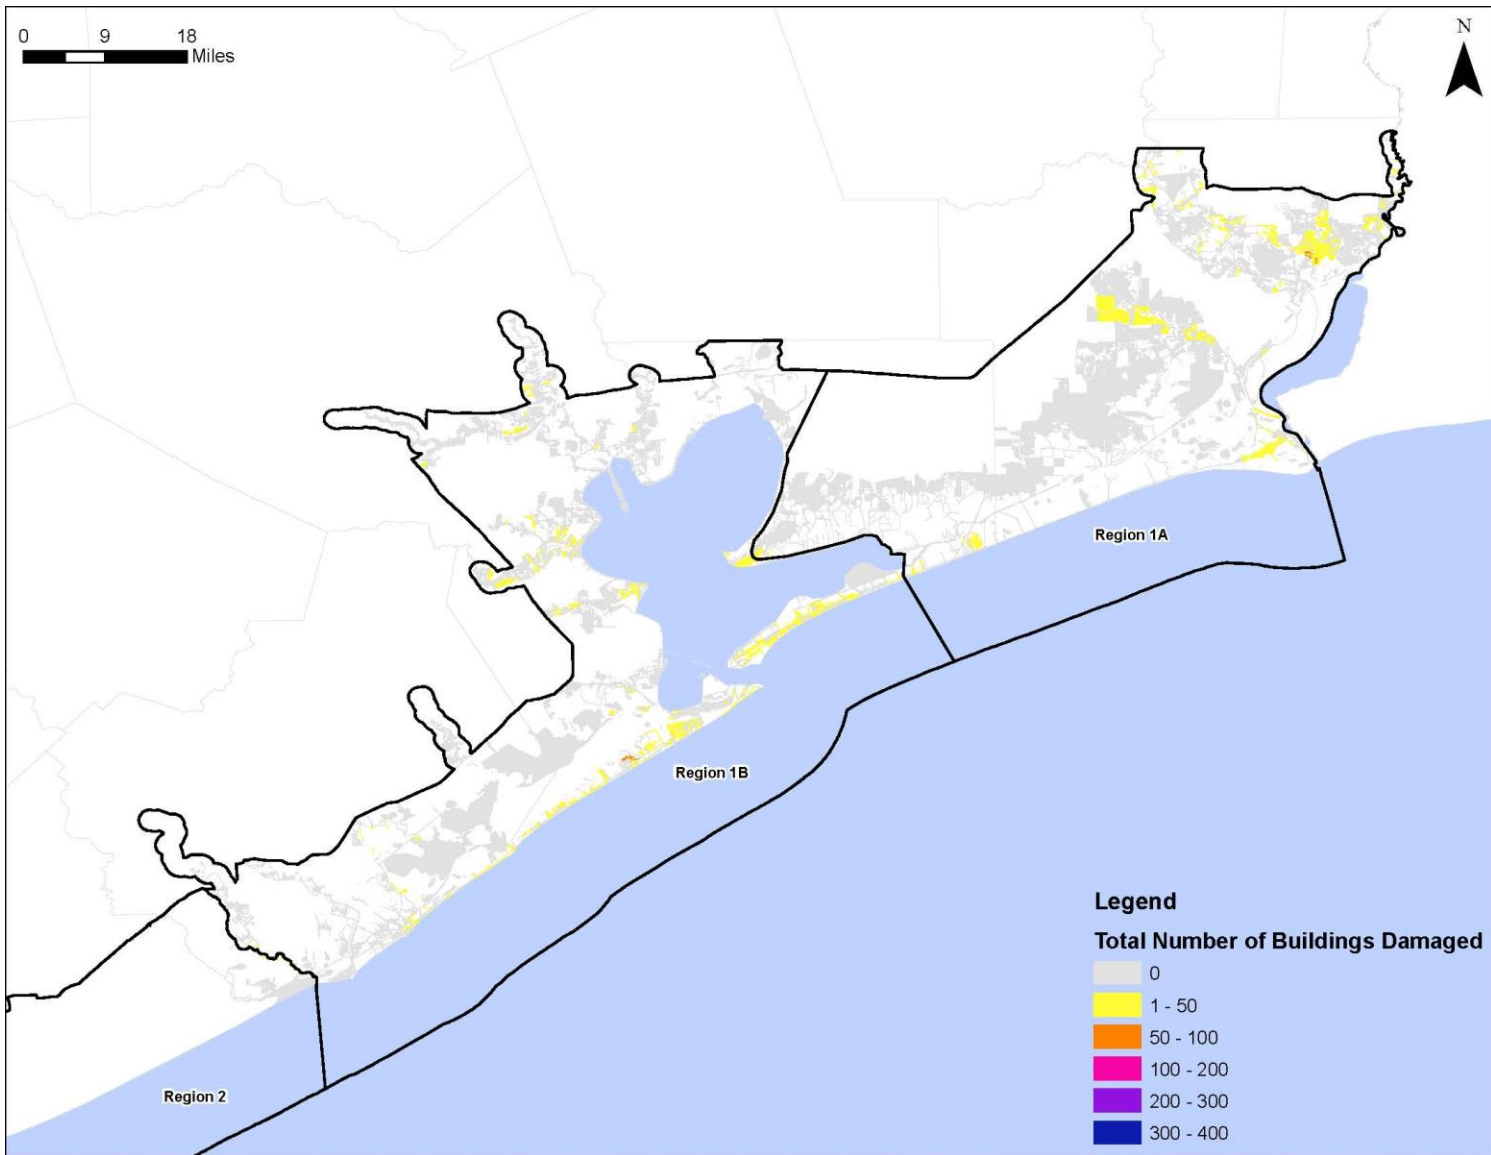 0 9 18
Miles
N
Region 1A
Region 1B
Region 2
Legend
Total Number of Buildings Damaged
0
1 - 50
50 - 100
100 - 200
200 - 300
300 - 400